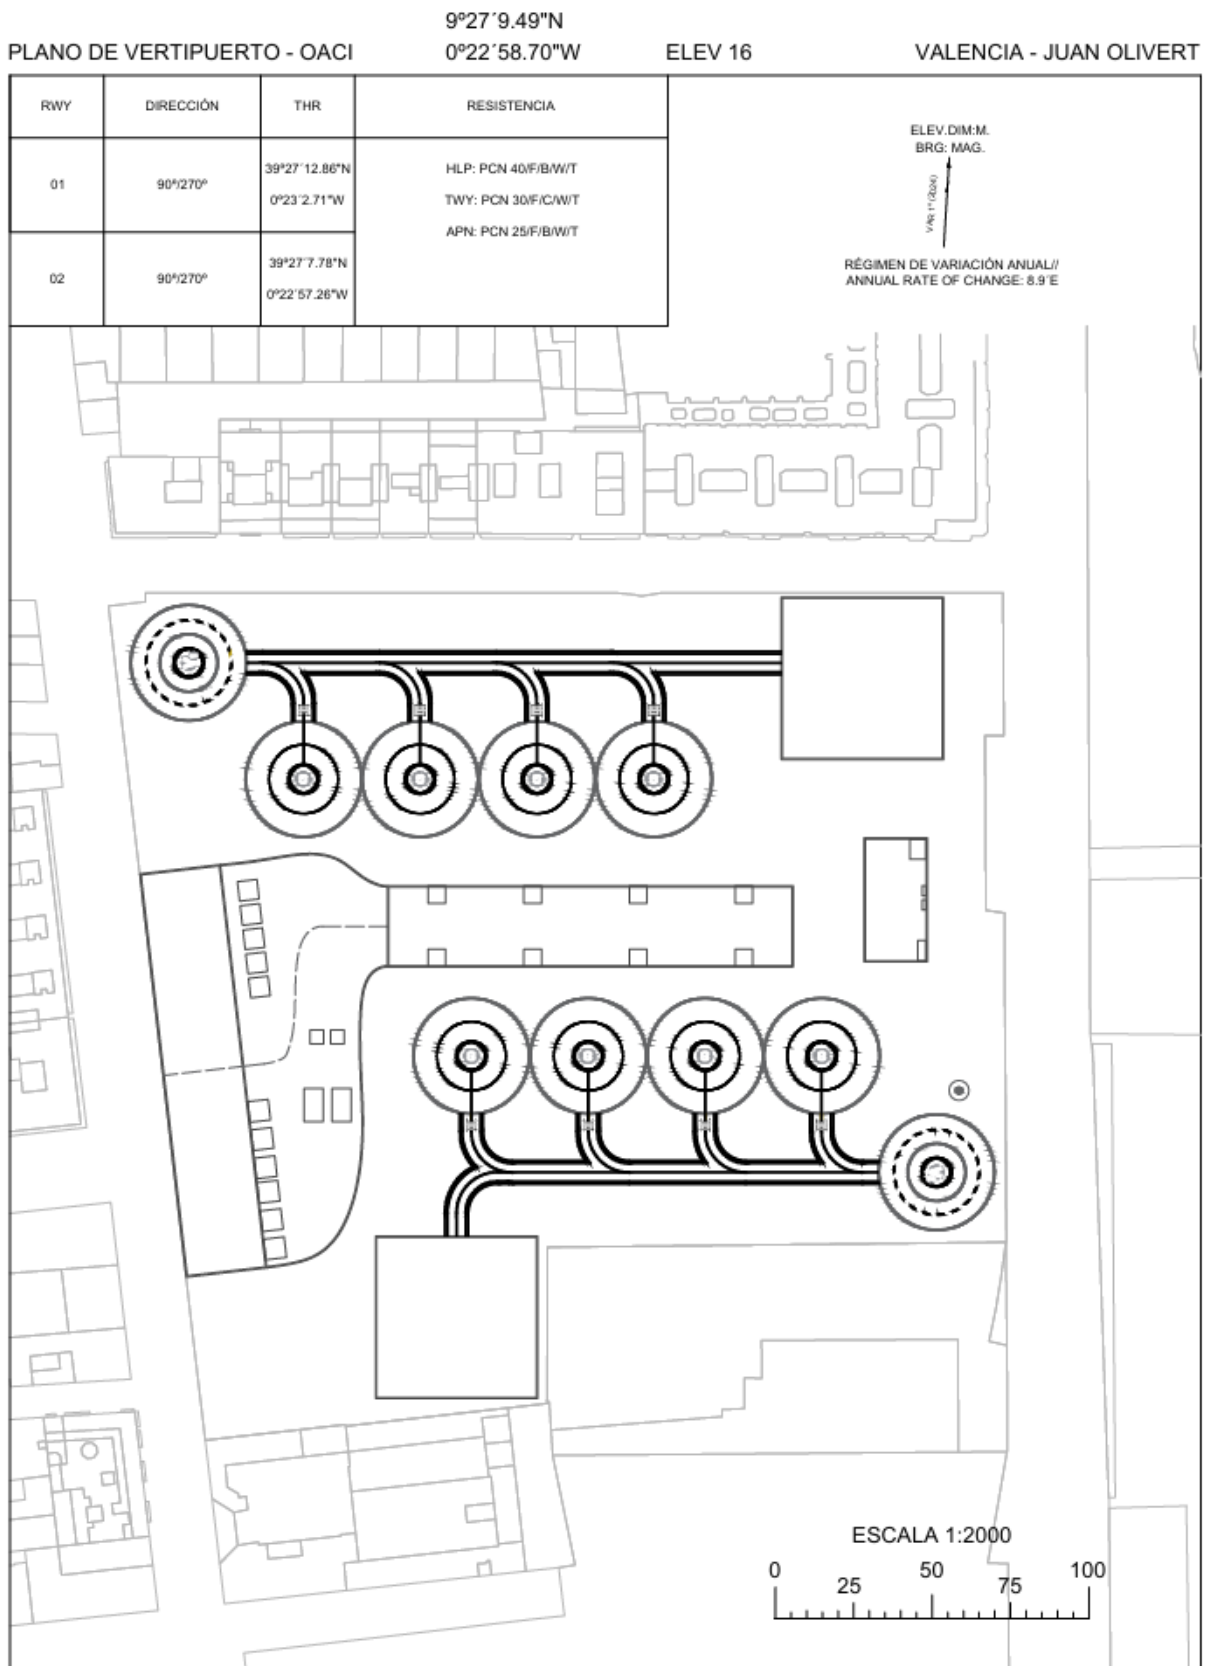 9º27´9.49"N
PLANO DE VERTIPUERTO - OACI 0º22´58.70"W ELEV 16 VALENCIA - JUAN OLIVERT
RWY DIRECCIÓN THR RESISTENCIA
01 90º/270º 39º27´12.86"N 0º23´2.71"W
HLP: PCN 40/F/B/W/T
TWY: PCN 30/F/C/W/T
APN: PCN 25/F/B/W/T
02 90º/270º 39º27´7.78"N 0º22´57.26"W
ELEV.DIM:M.
BRG: MAG.
VAR 1º (2024)
RÉGIMEN DE VARIACIÓN ANUAL//
ANNUAL RATE OF CHANGE: 8.9´E
ESCALA 1:2000
0 25 50 75 100